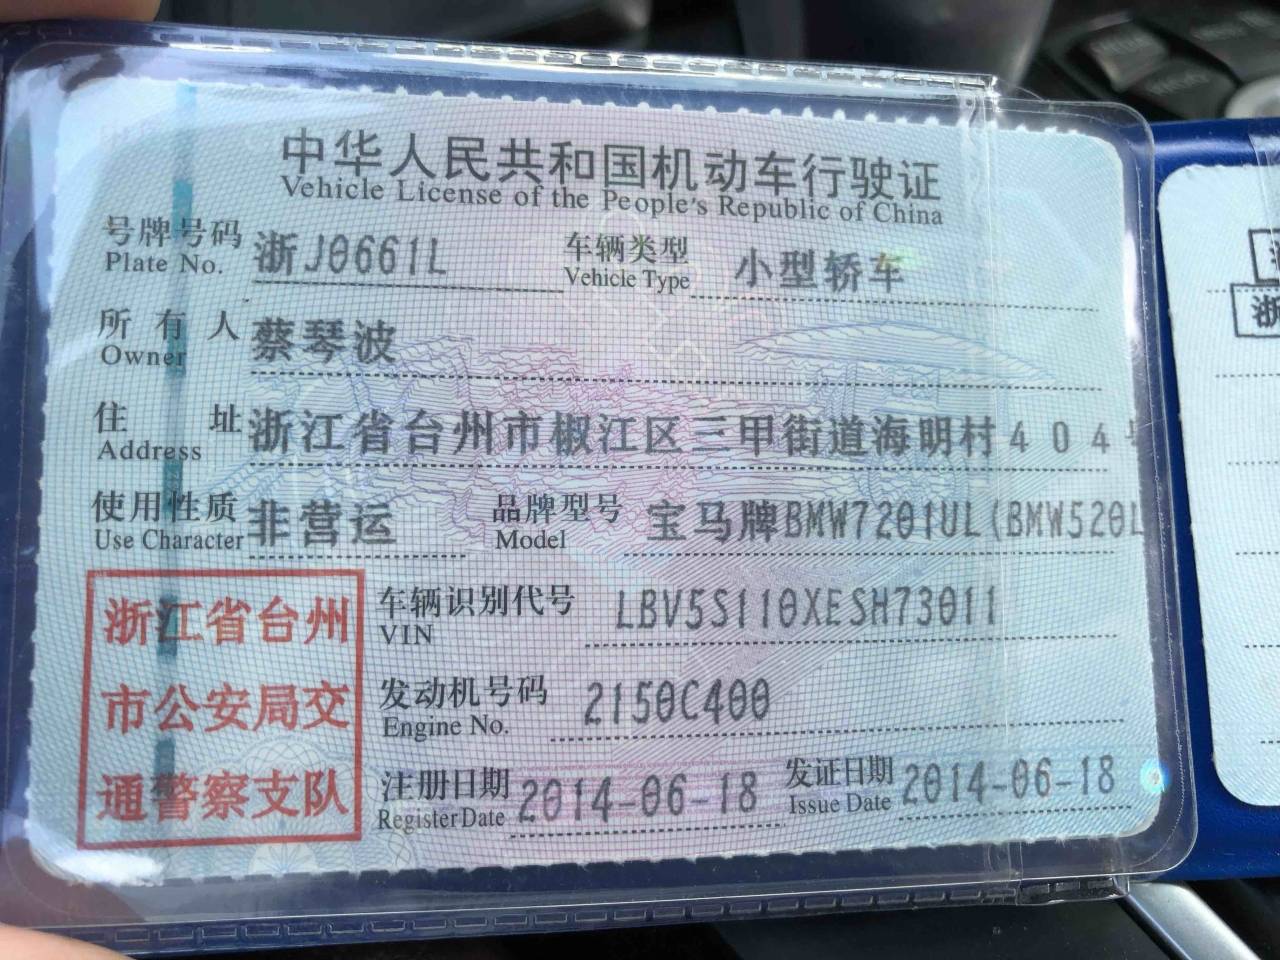 中华人民共和国机动车行驶证
Vehicle License of the People's Republic of China
号牌号码 浙J0661L 车辆类型 小型轿车
Plate No. Vehicle Type
所有人 蔡琴波
Owner
住址 浙江省台州市椒江区三甲街道海明村404号
Address
使用性质 非营运 品牌型号 宝马牌BMW7201UL(BMW520L
Use Character Model
车辆识别代号 LBV5S110XESH73011
VIN
发动机号码 2150C400
Engine No.
注册日期 2014-06-18 发证日期 2014-06-18
Register Date Issue Date
浙江省台州
市公安局交
通警察支队
浙